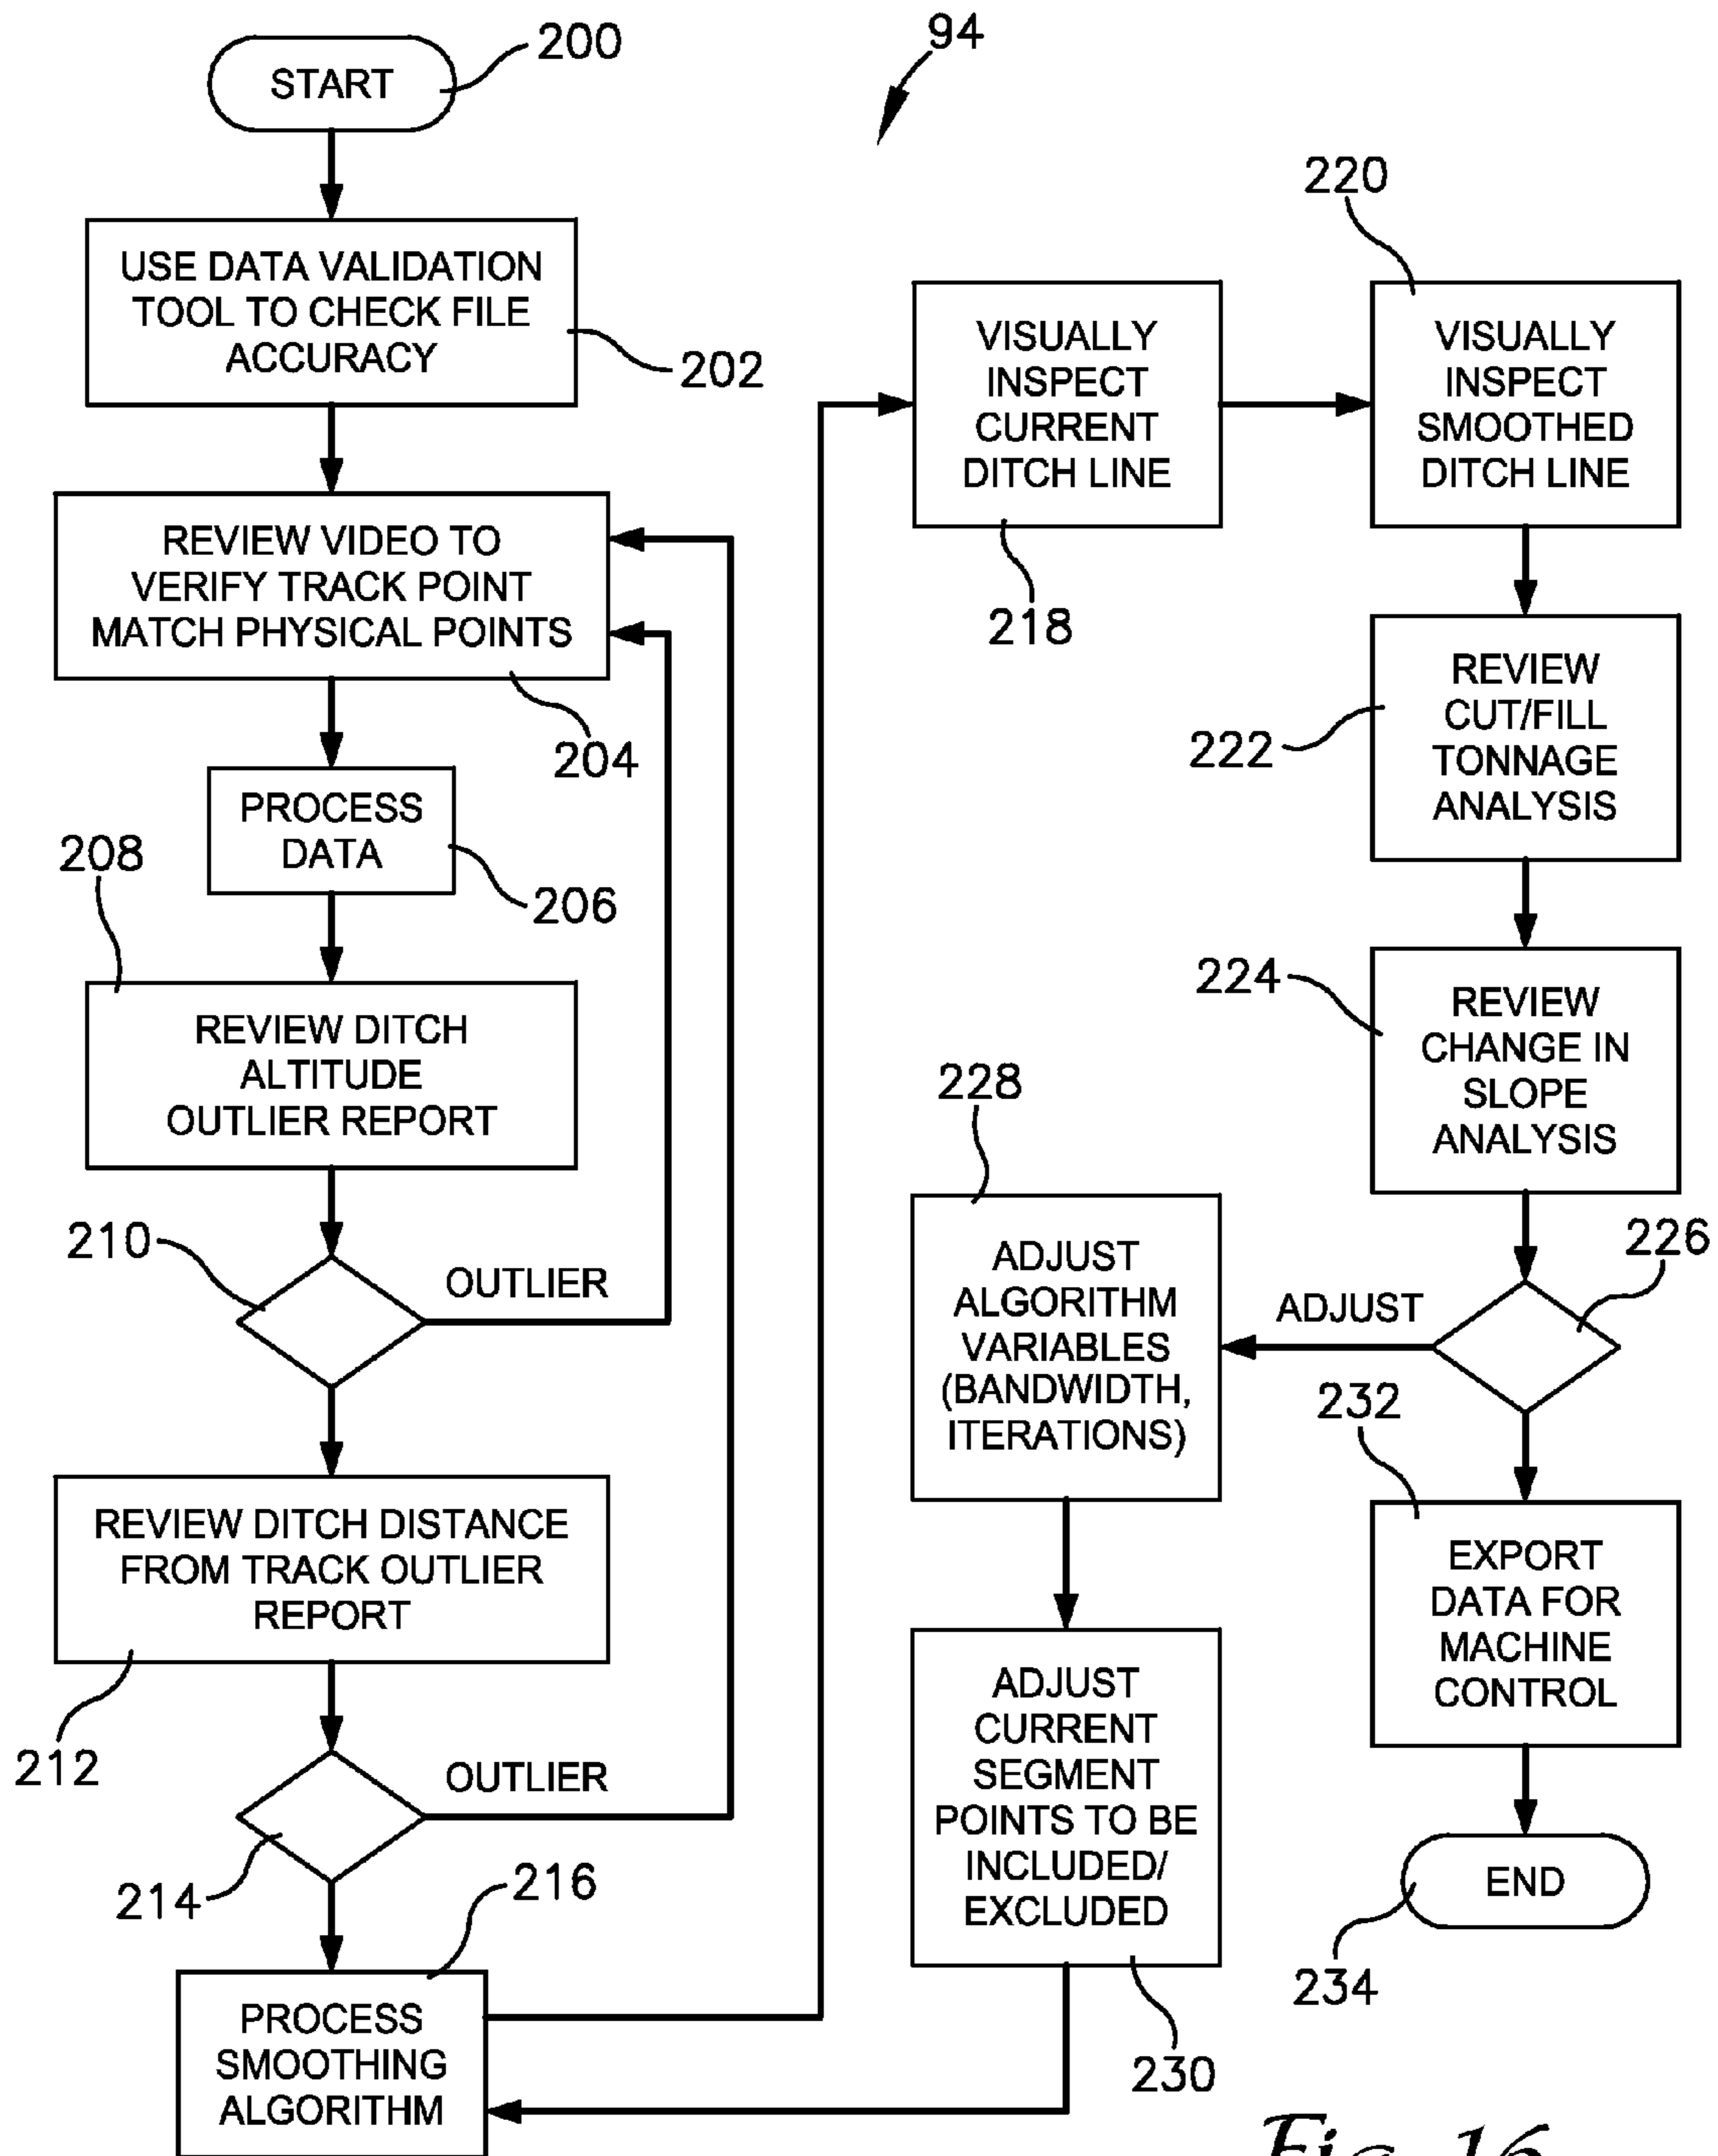 START
200
USE DATA VALIDATION
TOOL TO CHECK FILE
ACCURACY
202
REVIEW VIDEO TO
VERIFY TRACK POINT
MATCH PHYSICAL POINTS
204
PROCESS
DATA
206
208
REVIEW DITCH
ALTITUDE
OUTLIER REPORT
210
OUTLIER
REVIEW DITCH DISTANCE
FROM TRACK OUTLIER
REPORT
212
OUTLIER
214
216
PROCESS
SMOOTHING
ALGORITHM
94
VISUALLY
INSPECT
CURRENT
DITCH LINE
218
220
VISUALLY
INSPECT
SMOOTHED
DITCH LINE
REVIEW
CUT/FILL
TONNAGE
ANALYSIS
222
224
REVIEW
CHANGE IN
SLOPE
ANALYSIS
226
ADJUST
228
ADJUST
ALGORITHM
VARIABLES
(BANDWIDTH,
ITERATIONS)
ADJUST
CURRENT
SEGMENT
POINTS TO BE
INCLUDED/
EXCLUDED
230
232
EXPORT
DATA FOR
MACHINE
CONTROL
END
234
Fig. 16